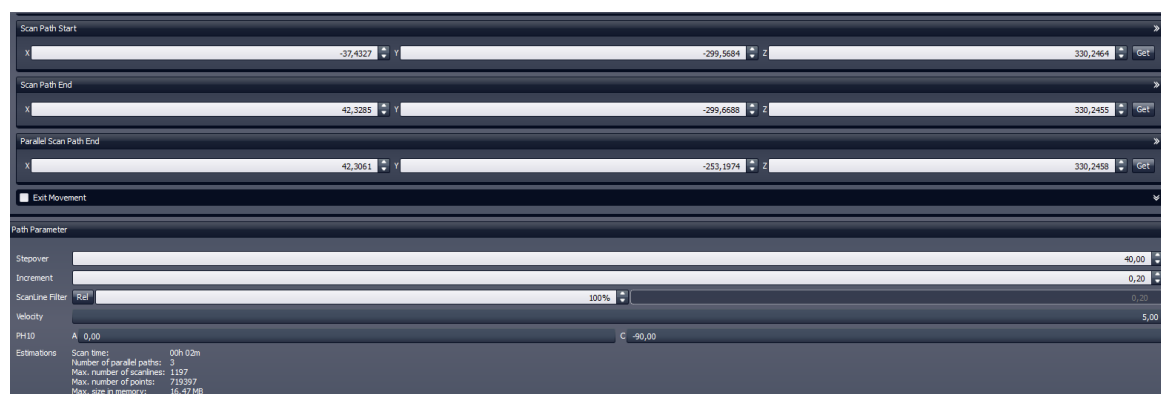 Scan Path Start
X -37,4327 Y -299,5684 Z 330,2464 Get
Scan Path End
X 42,3285 Y -299,6688 Z 330,2455 Get
Parallel Scan Path End
X 42,3061 Y -253,1974 Z 330,2458 Get
Exit Movement
Path Parameter
Stepover 40,00
Increment 0,20
ScanLine Filter Rel 100% 0,20
Velocity 5,00
PH10 A 0,00 C -90,00
Estimations Scan time: 00h 02m
Number of parallel paths: 3
Max. number of scanlines: 1197
Max. number of points: 719397
Max. size in memory: 16.47 MB